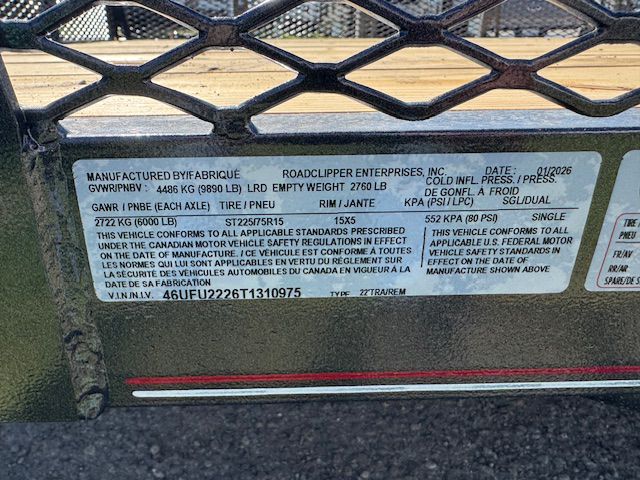 MANUFACTURED BY/FABRIQUÉ ROADCLIPPER ENTERPRISES, INC. DATE: 01/2026
GVWR/PNBV: 4486 KG (9890 LB) LRD EMPTY WEIGHT 2760 LB COLD INFL. PRESS. / PRESS. DE GONFL. A FROID
GAWR / PNBE (EACH AXLE) TIRE / PNEU RIM / JANTE KPA (PSI / LPC) SGL/DUAL
2722 KG (6000 LB) ST225/75R15 15X5 552 KPA (80 PSI) SINGLE
THIS VEHICLE CONFORMS TO ALL APPLICABLE STANDARDS PRESCRIBED
UNDER THE CANADIAN MOTOR VEHICLE SAFETY REGULATIONS IN EFFECT
ON THE DATE OF MANUFACTURE. / CE VÉHICULE EST CONFORME A TOUTES
LES NORMES QUI LUI SONT APPLICABLES EN VERTU DU RÉGLEMENT SUR LA
SÉCURITÉ DES VÉHICULES AUTOMOBILES DU CANADA EN VIGUEUR À LA
DATE DE SA FABRICATION
THIS VEHICLE CONFORMS TO ALL
APPLICABLE U.S. FEDERAL MOTOR
VEHICLE SAFETY STANDARDS IN
EFFECT ON THE DATE OF
MANUFACTURE SHOWN ABOVE
V.I.N./N.I.V. 46UFU2226T1310975 TYPE 22'TRA/REM
TIRE /
PNEU
FR/AV
RR/AR
SPARE/DE S